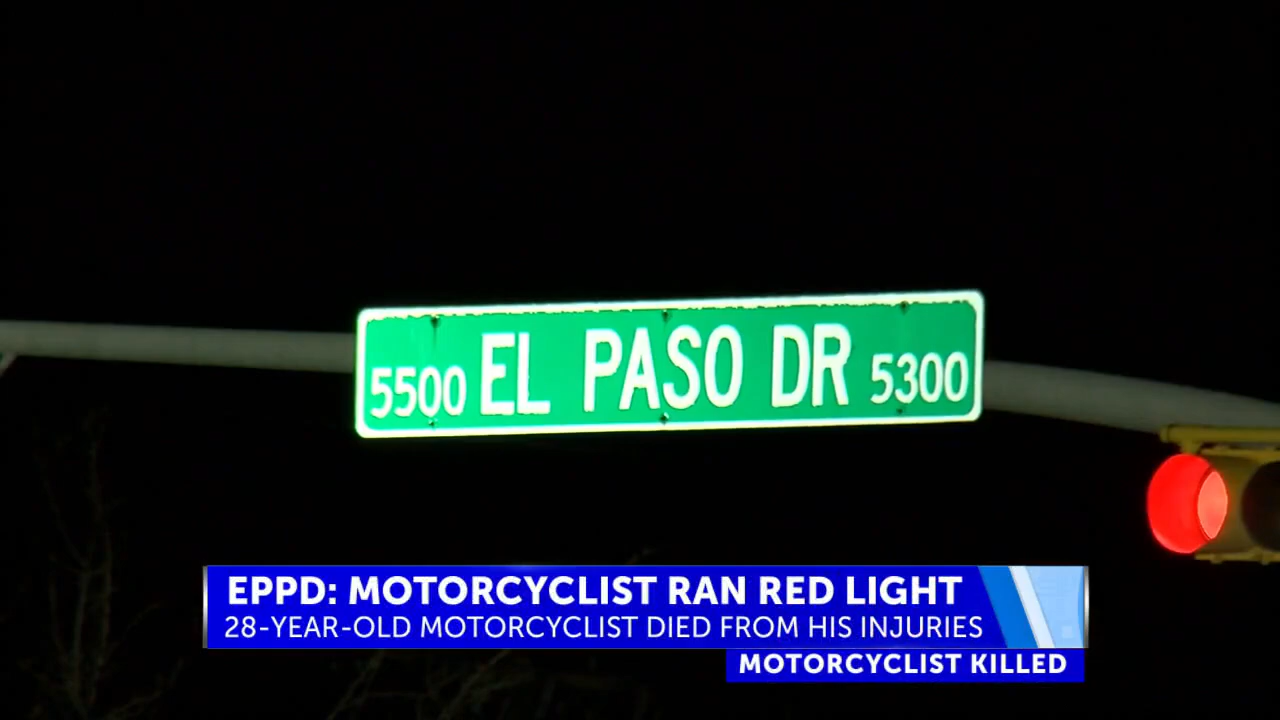 5500 EL PASO DR 5300
EPPD: MOTORCYCLIST RAN RED LIGHT
28-YEAR-OLD MOTORCYCLIST DIED FROM HIS INJURIES
MOTORCYCLIST KILLED